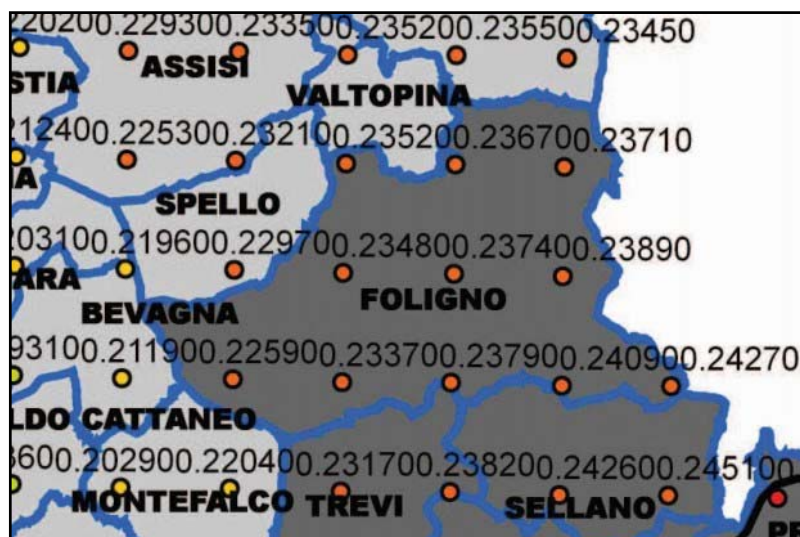 220200.229300.233500.235200.235500.23450
STIA ASSISI
VALTOPINA
212400.225300.232100.235200.236700.23710
SPELLO
203100.219600.229700.234800.237400.23890
ARA FOLIGNO
BEVAGNA
93100.211900.225900.233700.237900.240900.24270
LDO CATTANEO
3600.202900.220400.231700.238200.242600.245100
MONTEFALCO TREVI SELLANO